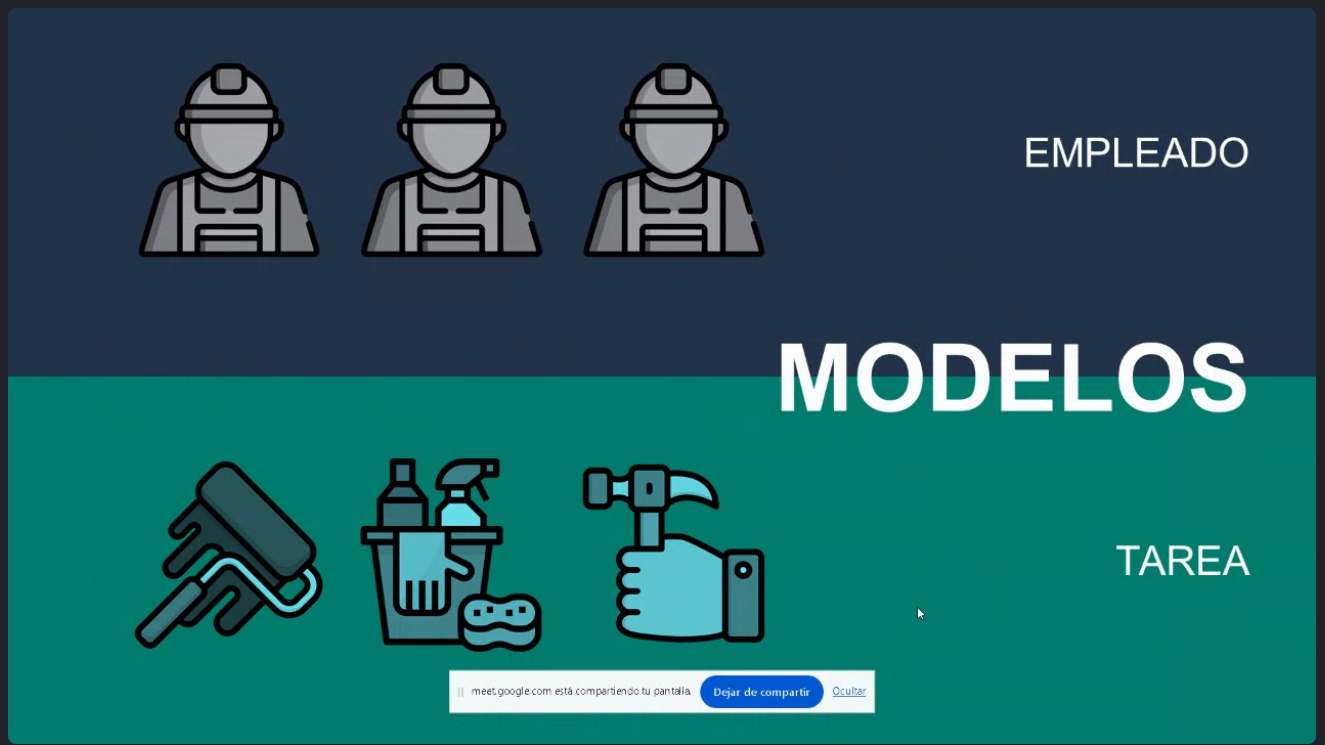 EMPLEADO
MODELOS
TAREA
meet.google.com está compartiendo tu pantalla.
Dejar de compartir
Ocultar